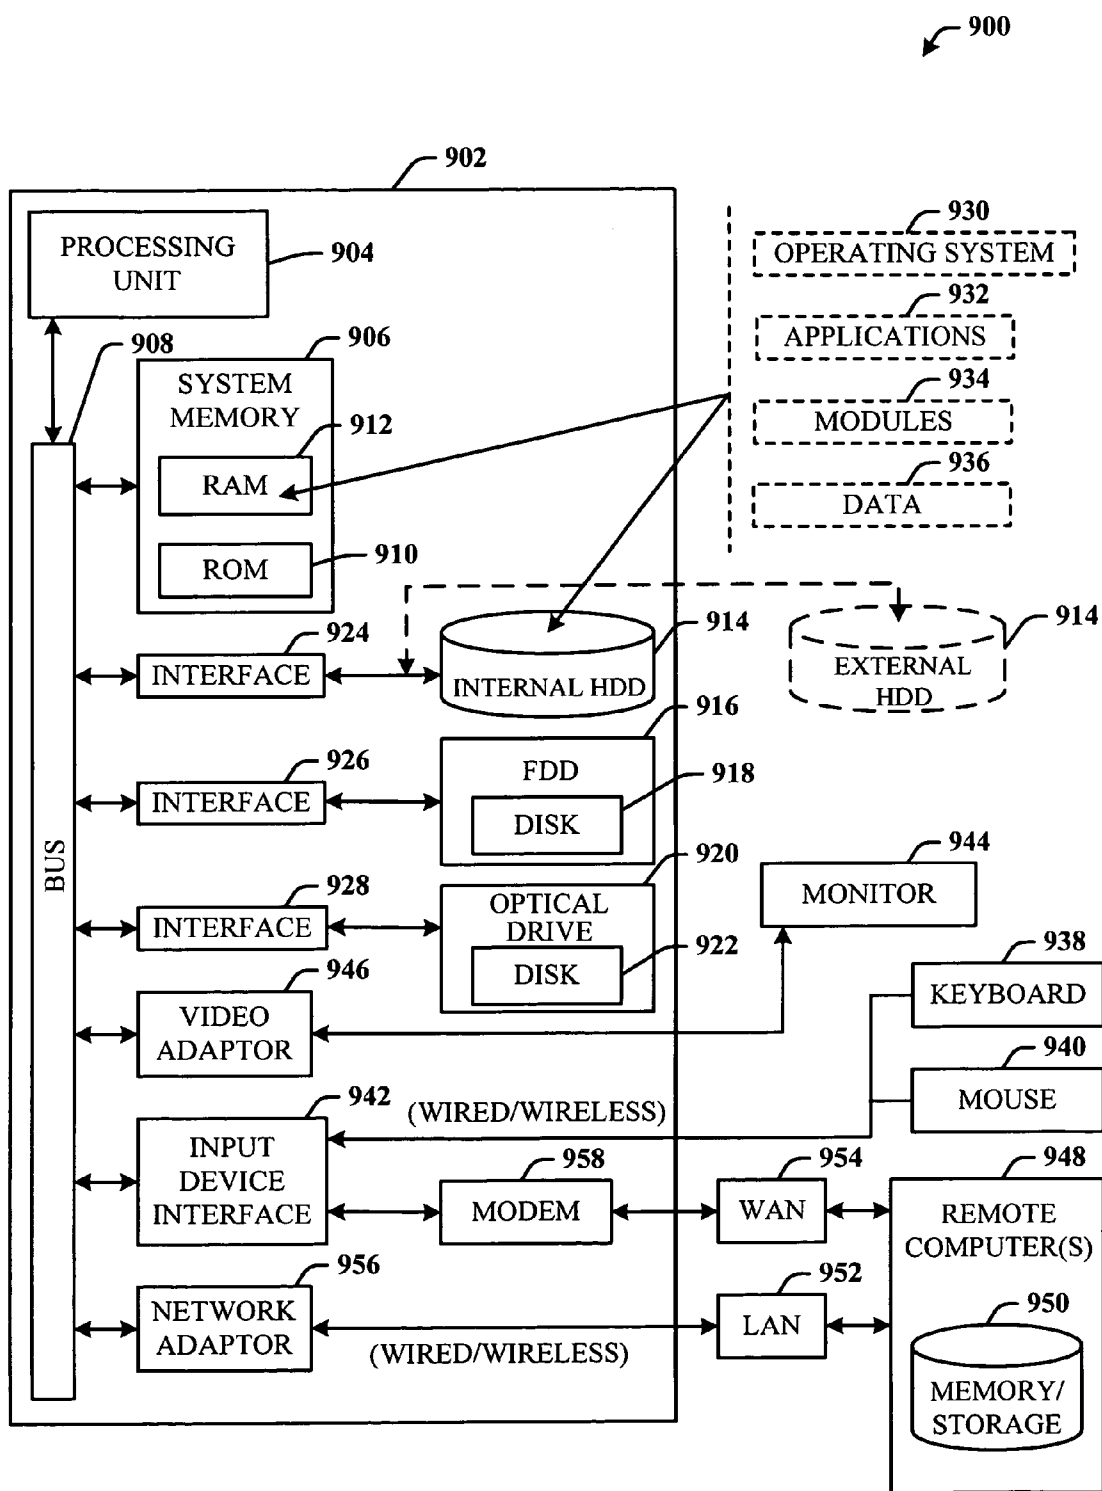 900
902
PROCESSING
UNIT
904
908
906
SYSTEM
MEMORY
912
RAM
910
ROM
930
OPERATING SYSTEM
932
APPLICATIONS
934
MODULES
936
DATA
924
INTERFACE
914
INTERNAL HDD
914
EXTERNAL
HDD
916
FDD
926
INTERFACE
918
DISK
BUS
920
OPTICAL
DRIVE
928
INTERFACE
922
DISK
944
MONITOR
946
VIDEO
ADAPTOR
938
KEYBOARD
940
MOUSE
942
(WIRED/WIRELESS)
INPUT
DEVICE
INTERFACE
958
MODEM
954
WAN
948
REMOTE
COMPUTER(S)
956
NETWORK
ADAPTOR
(WIRED/WIRELESS)
952
LAN
950
MEMORY/
STORAGE